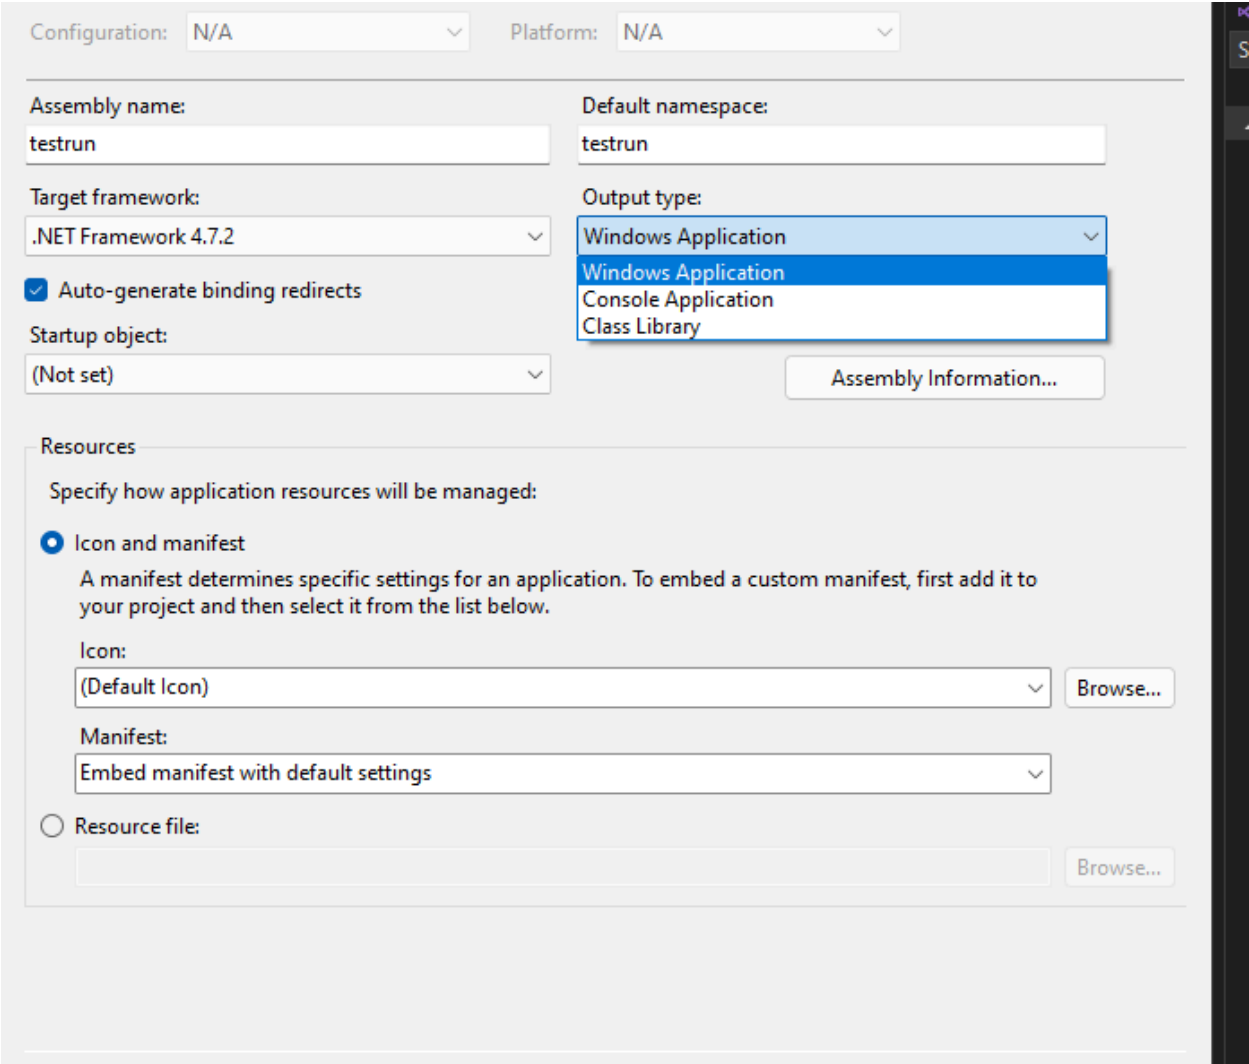 Configuration: N/A Platform: N/A
S
Assembly name: Default namespace:
testrun testrun
Target framework: Output type:
.NET Framework 4.7.2 Windows Application
Windows Application
Auto-generate binding redirects Console Application
Class Library
Startup object:
(Not set) Assembly Information...
Resources
Specify how application resources will be managed:
Icon and manifest
A manifest determines specific settings for an application. To embed a custom manifest, first add it to
your project and then select it from the list below.
Icon:
(Default Icon) Browse...
Manifest:
Embed manifest with default settings
Resource file:
Browse...